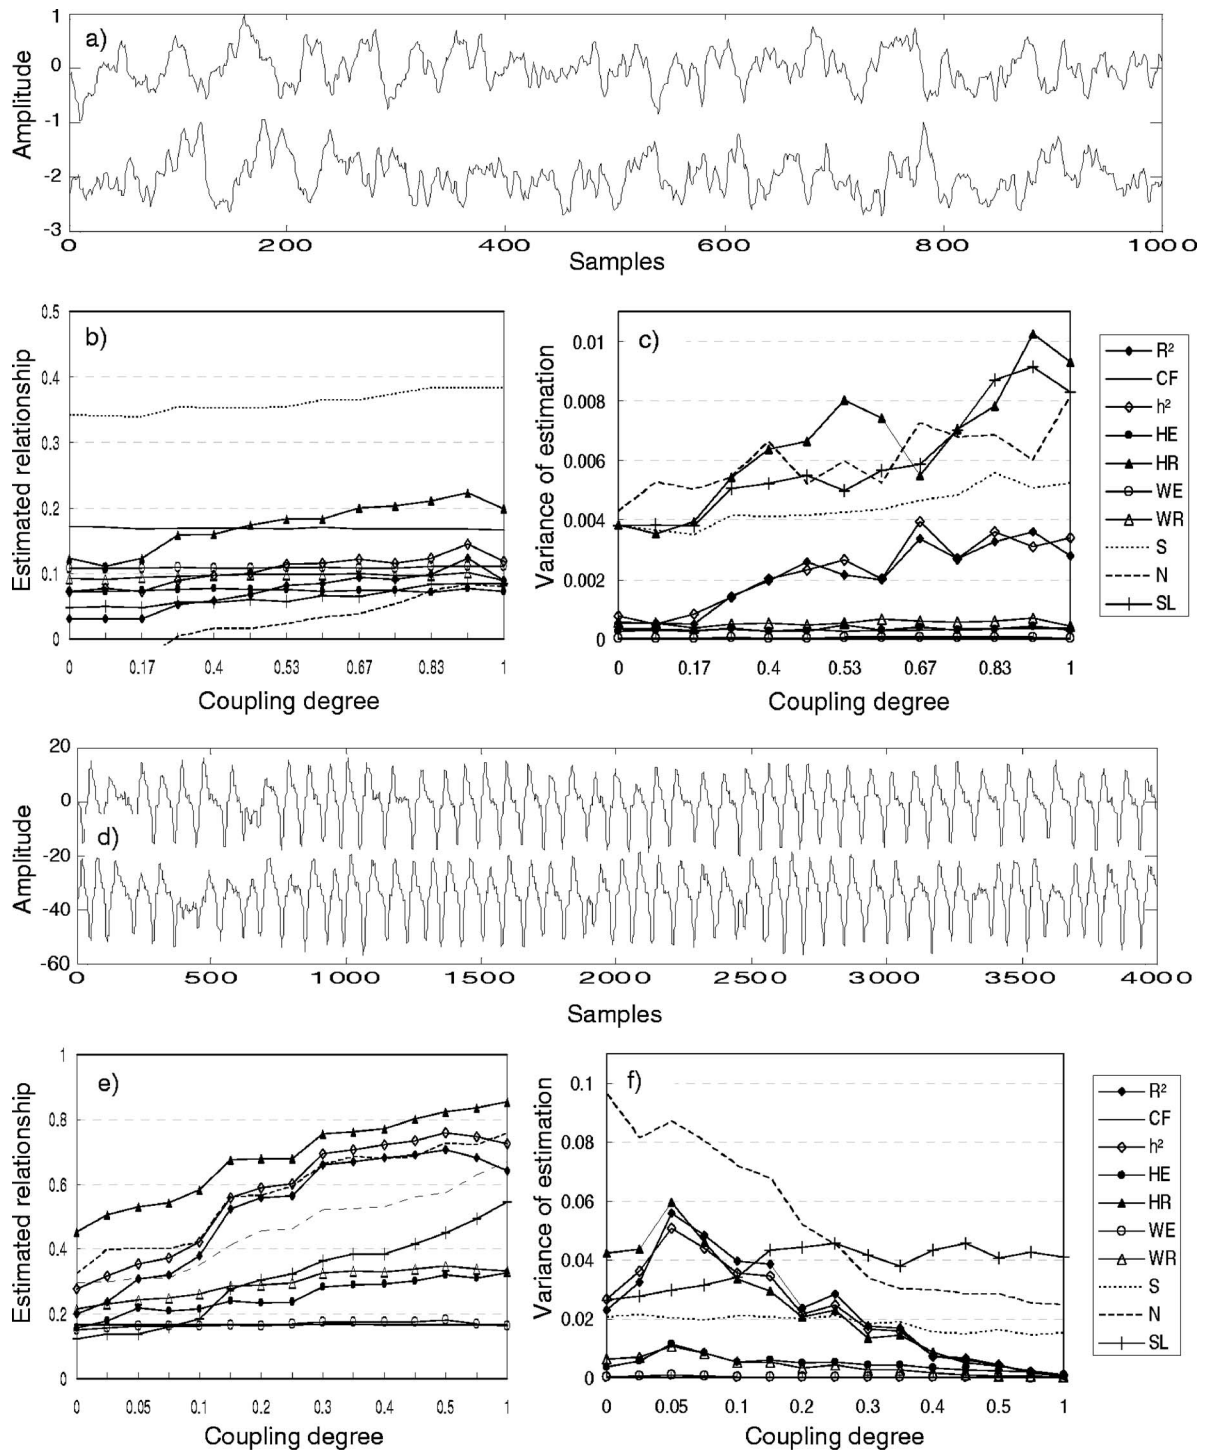 a)
Amplitude
1
0
-1
-2
-3
0 200 400 600 800 1000
Samples
b)
Estimated relationship
0.5
0.4
0.3
0.2
0.1
0
0 0.17 0.4 0.53 0.67 0.83 1
Coupling degree
c)
Variance of estimation
0.01
0.008
0.006
0.004
0.002
0
0 0.17 0.4 0.53 0.67 0.83 1
Coupling degree
R²
CF
h²
HE
HR
WE
WR
S
N
SL
d)
Amplitude
20
0
-20
-40
-60
0 500 1000 1500 2000 2500 3000 3500 4000
Samples
e)
Estimated relationship
1
0.8
0.6
0.4
0.2
0
0 0.05 0.1 0.2 0.3 0.4 0.5 1
Coupling degree
f)
Variance of estimation
0.1
0.08
0.06
0.04
0.02
0
0 0.05 0.1 0.2 0.3 0.4 0.5 1
Coupling degree
R²
CF
h²
HE
HR
WE
WR
S
N
SL